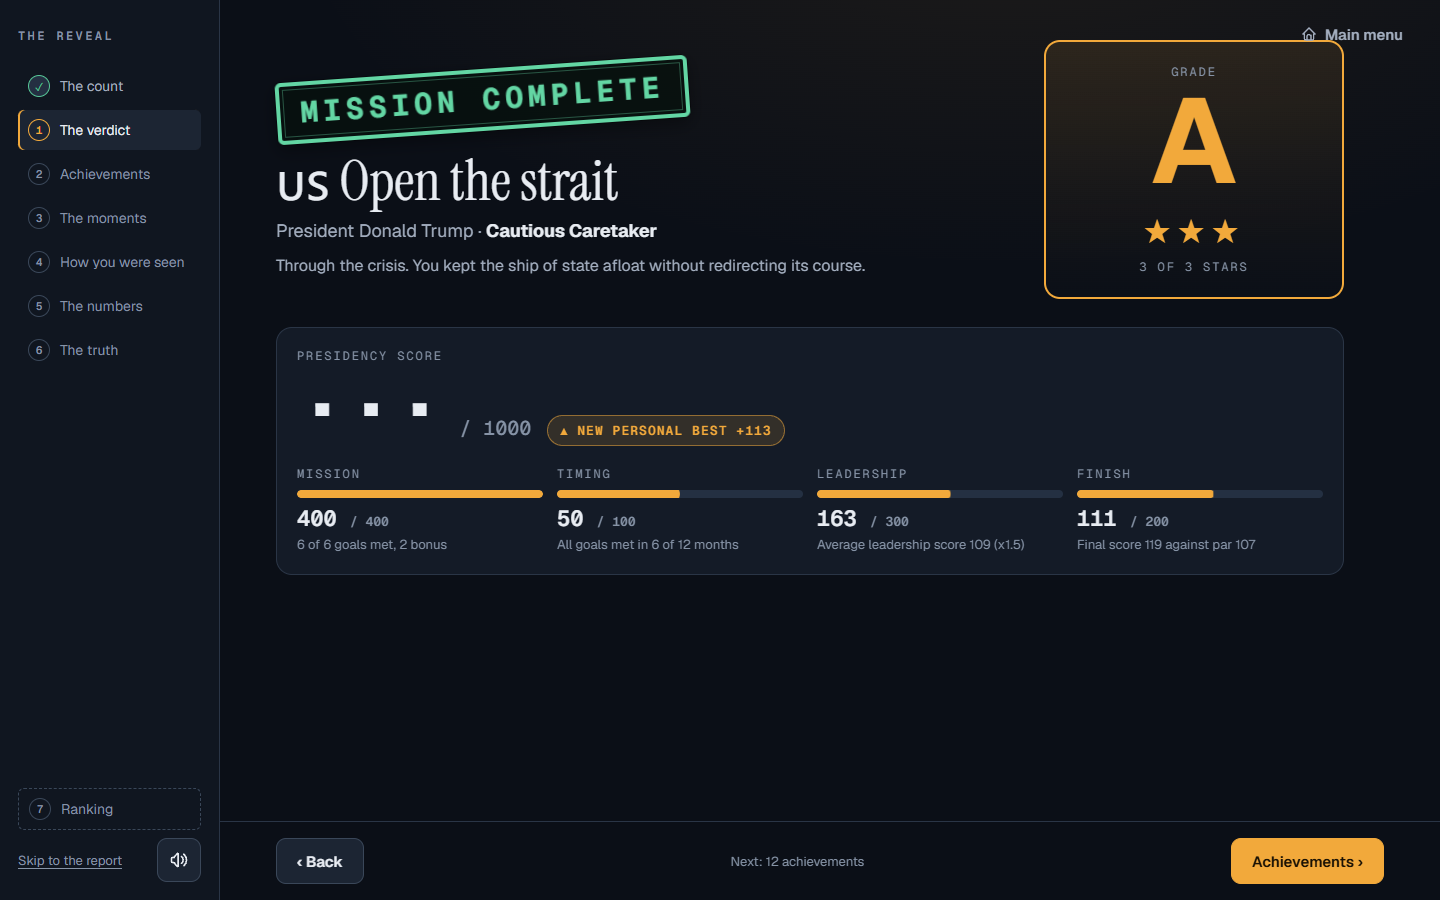 THE REVEAL
✓ The count
1 The verdict
2 Achievements
3 The moments
4 How you were seen
5 The numbers
6 The truth
7 Ranking
Skip to the report
Main menu
MISSION COMPLETE
US Open the strait
President Donald Trump · Cautious Caretaker
Through the crisis. You kept the ship of state afloat without redirecting its course.
GRADE
A
★★★
3 OF 3 STARS
PRESIDENCY SCORE
··· / 1000 ▲ NEW PERSONAL BEST +113
MISSION
400 / 400
6 of 6 goals met, 2 bonus
TIMING
50 / 100
All goals met in 6 of 12 months
LEADERSHIP
163 / 300
Average leadership score 109 (x1.5)
FINISH
111 / 200
Final score 119 against par 107
‹ Back
Next: 12 achievements
Achievements ›